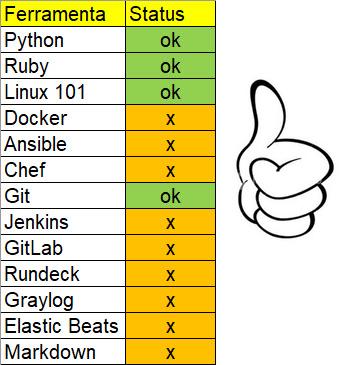 Ferramenta Status
Python ok
Ruby ok
Linux 101 ok
Docker x
Ansible x
Chef x
Git ok
Jenkins x
GitLab x
Rundeck x
Graylog x
Elastic Beats x
Markdown x